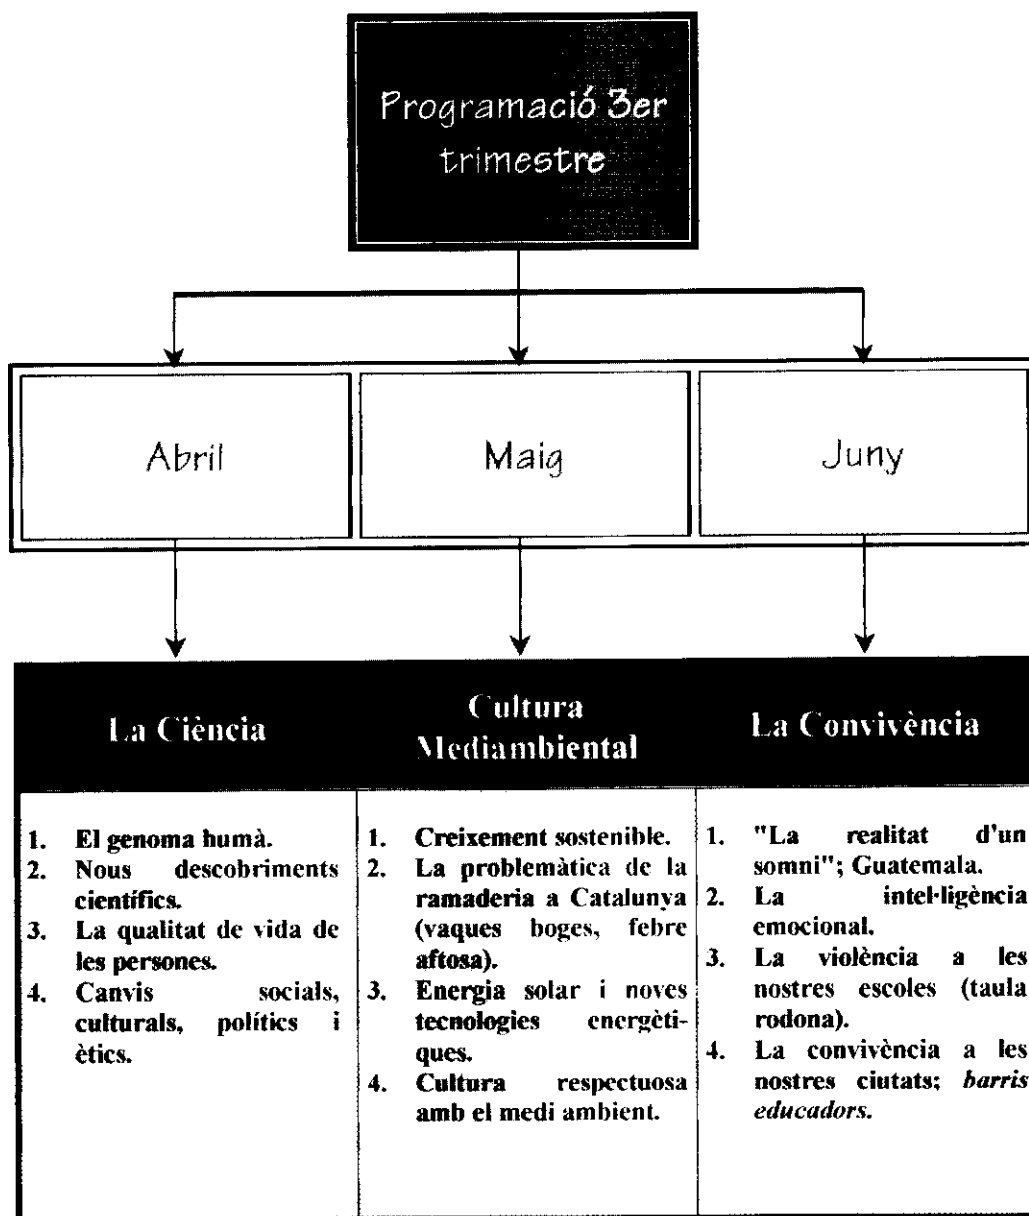 Programació 3er
trimestre
Abril
Maig
Juny
La Ciència
1. El genoma humà.
2. Nous descobriments
científics.
3. La qualitat de vida de
les persones.
4. Canvis socials,
culturals, polítics i
ètics.
Cultura
Mediambiental
1. Creixement sostenible.
2. La problemàtica de la
ramaderia a Catalunya
(vaques boges, febre
aftosa).
3. Energia solar i noves
tecnologies energèti-
ques.
4. Cultura respectuosa
amb el medi ambient.
La Convivència
1. "La realitat d'un
somni"; Guatemala.
2. La intel·ligència
emocional.
3. La violència a les
nostres escoles (taula
rodona).
4. La convivència a les
nostres ciutats; barris
educadors.